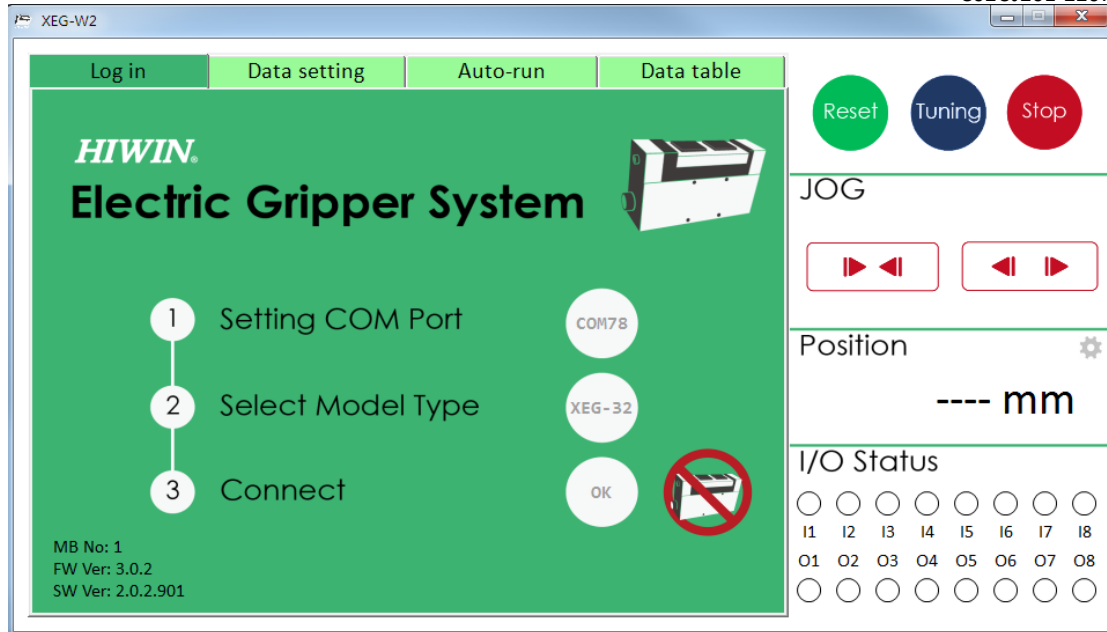 XEG-W2
Log in
Data setting
Auto-run
Data table
HIWIN®
Electric Gripper System
1 Setting COM Port COM78
2 Select Model Type XEG-32
3 Connect OK
MB No: 1
FW Ver: 3.0.2
SW Ver: 2.0.2.901
Reset
Tuning
Stop
JOG
Position
---- mm
I/O Status
I1 I2 I3 I4 I5 I6 I7 I8
O1 O2 O3 O4 O5 O6 O7 O8